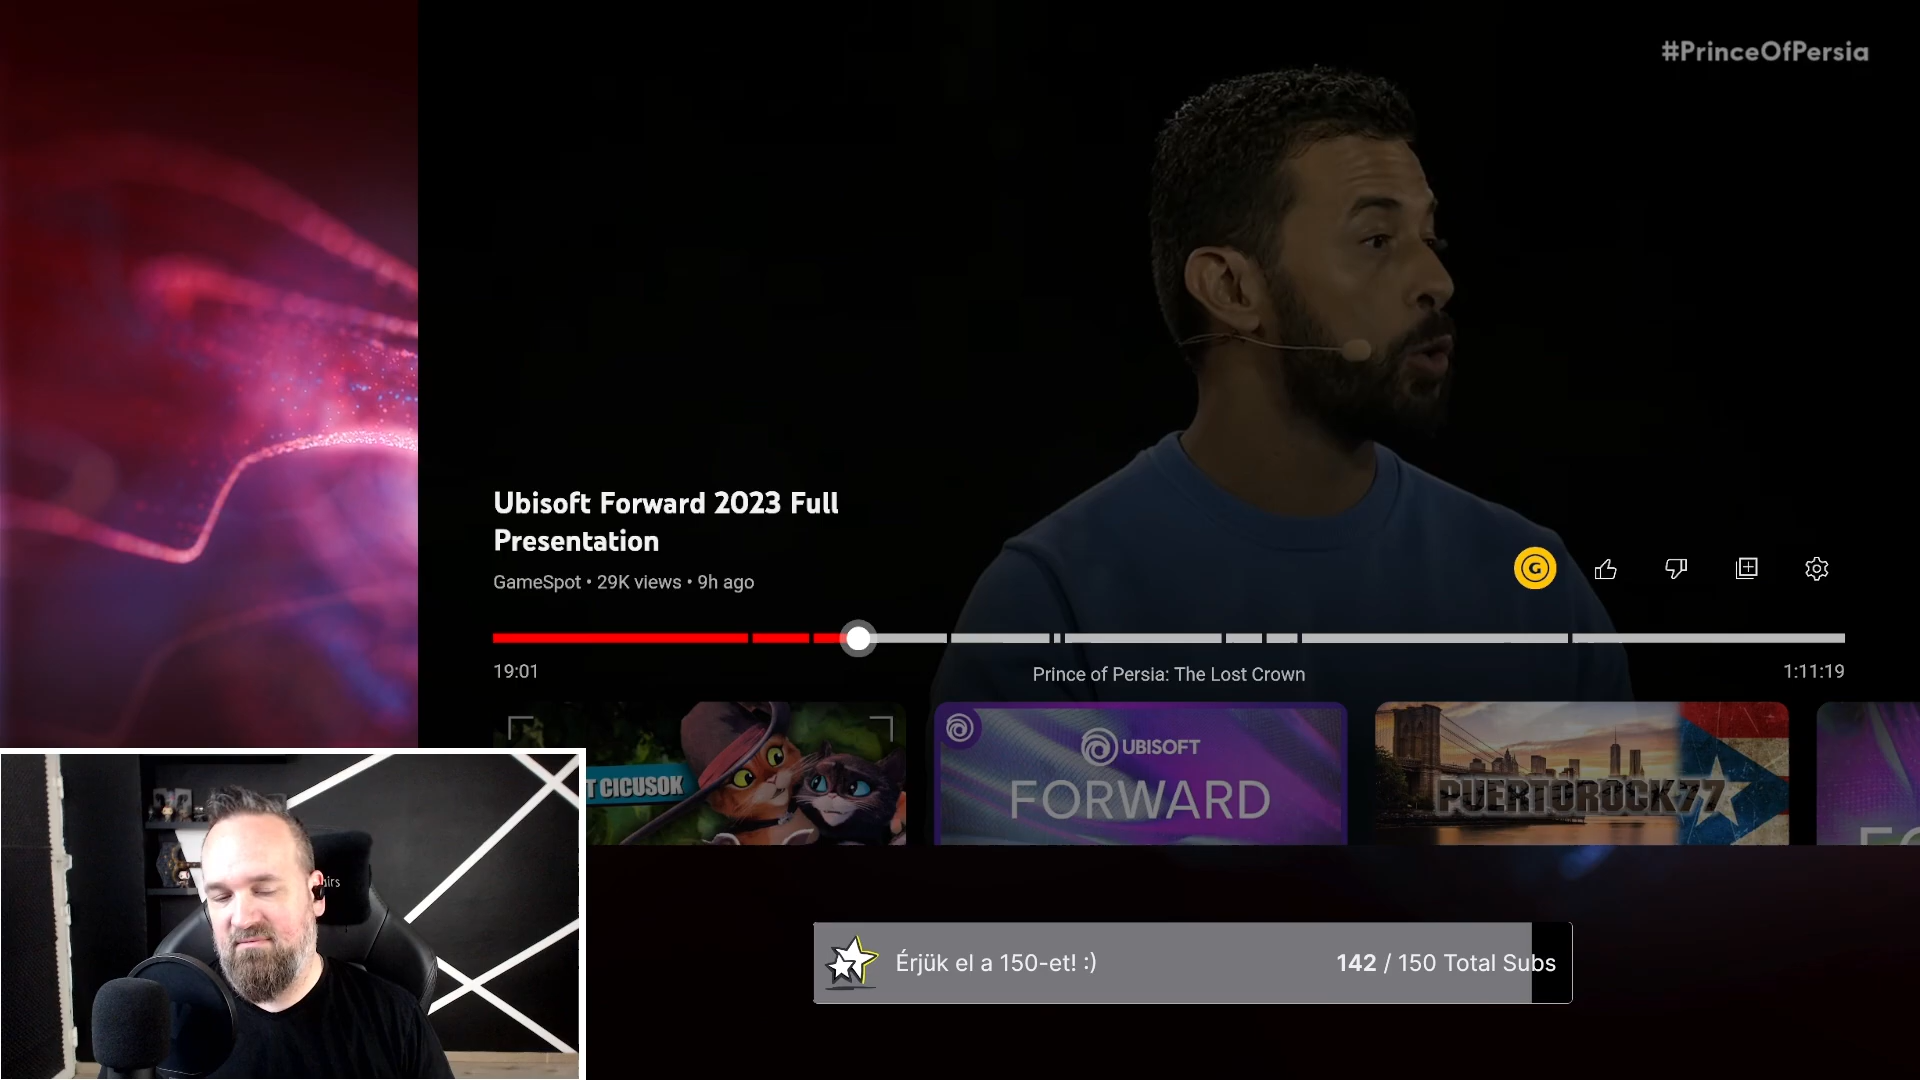 #PrinceOfPersia
Ubisoft Forward 2023 Full
Presentation
GameSpot • 29K views • 9h ago
G
19:01
Prince of Persia: The Lost Crown
1:11:19
T CICUSOK
UBISOFT
FORWARD
PUERTOROCK77
Érjük el a 150-et! :)
142 / 150 Total Subs